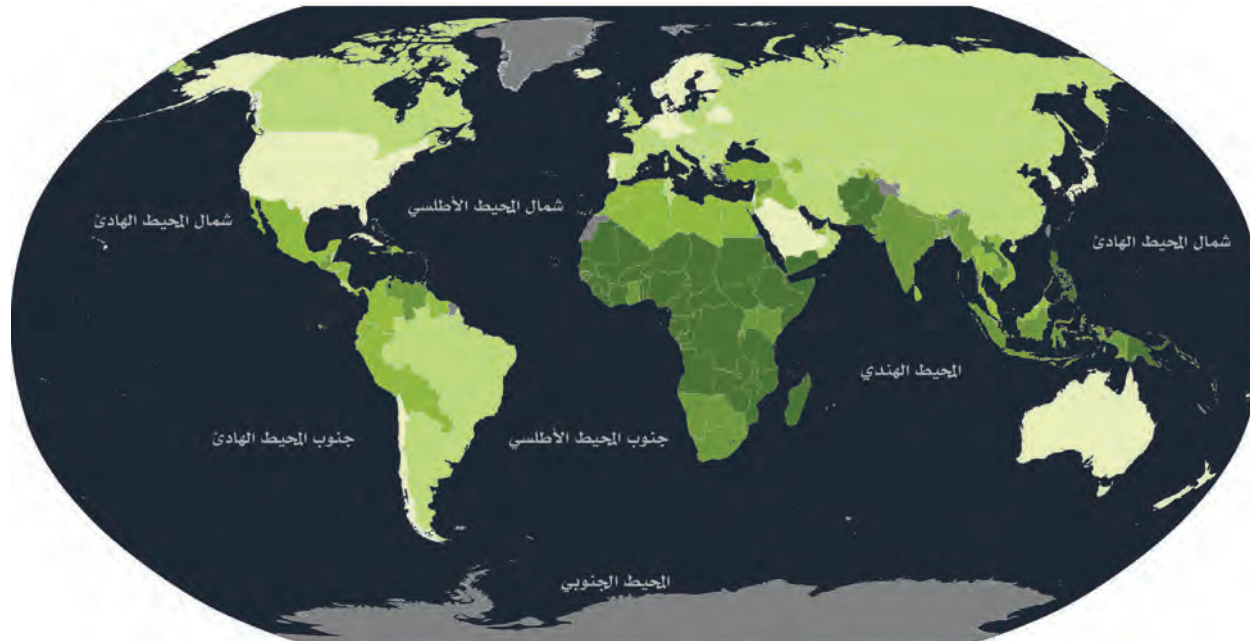 شمال المحيط الأطلسي
شمال المحيط الهادئ
شمال المحيط الهادئ
المحيط الهندي
جنوب المحيط الأطلسي
جنوب المحيط الهادئ
المحيط الجنوبي